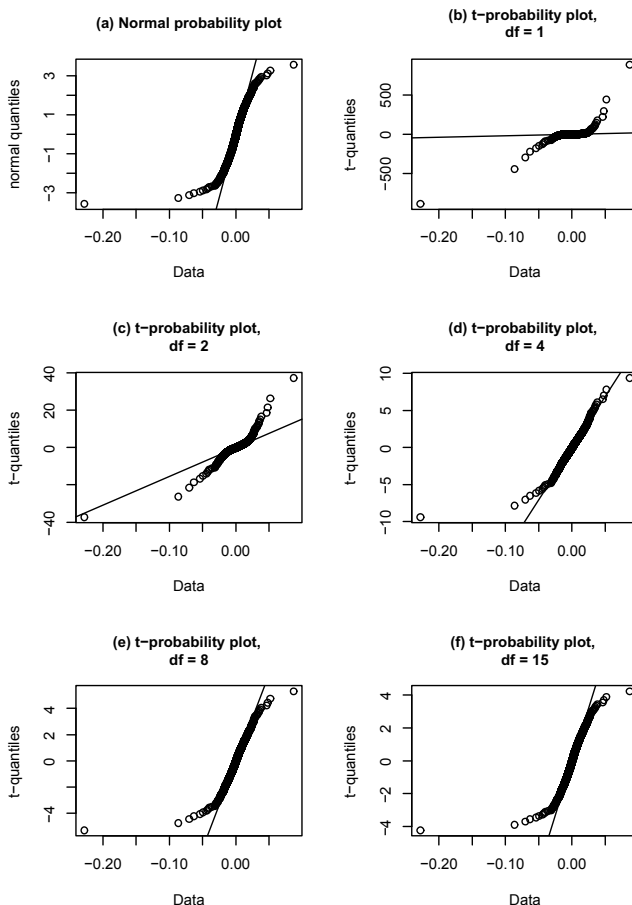 (a) Normal probability plot
normal quantiles
3
1
−1
−3
−0.20
−0.10
0.00
Data
(b) t−probability plot,
df = 1
t−quantiles
500
0
−500
−0.20
−0.10
0.00
Data
(c) t−probability plot,
df = 2
t−quantiles
40
20
0
−40
−0.20
−0.10
0.00
Data
(d) t−probability plot,
df = 4
t−quantiles
10
5
0
−5
−10
−0.20
−0.10
0.00
Data
(e) t−probability plot,
df = 8
t−quantiles
4
2
0
−4
−0.20
−0.10
0.00
Data
(f) t−probability plot,
df = 15
t−quantiles
4
2
0
−2
−4
−0.20
−0.10
0.00
Data